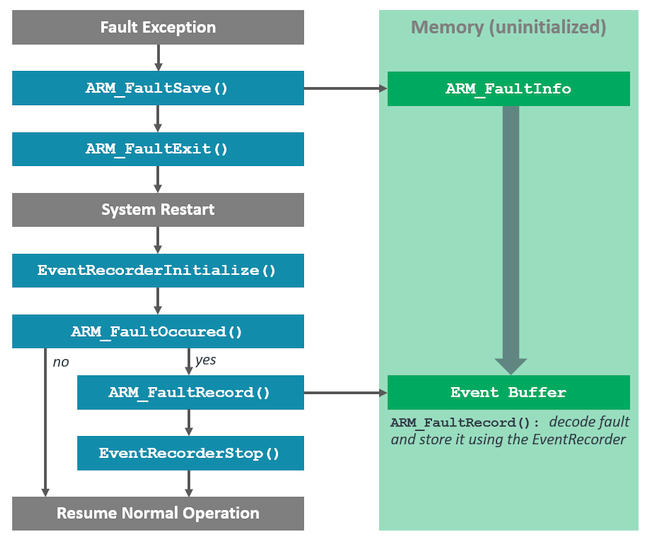 Fault Exception
Memory (uninitialized)
ARM_FaultSave()
ARM_FaultInfo
ARM_FaultExit()
System Restart
EventRecorderInitialize()
ARM_FaultOccured()
no
yes
ARM_FaultRecord()
Event Buffer
ARM_FaultRecord(): decode fault
and store it using the EventRecorder
EventRecorderStop()
Resume Normal Operation